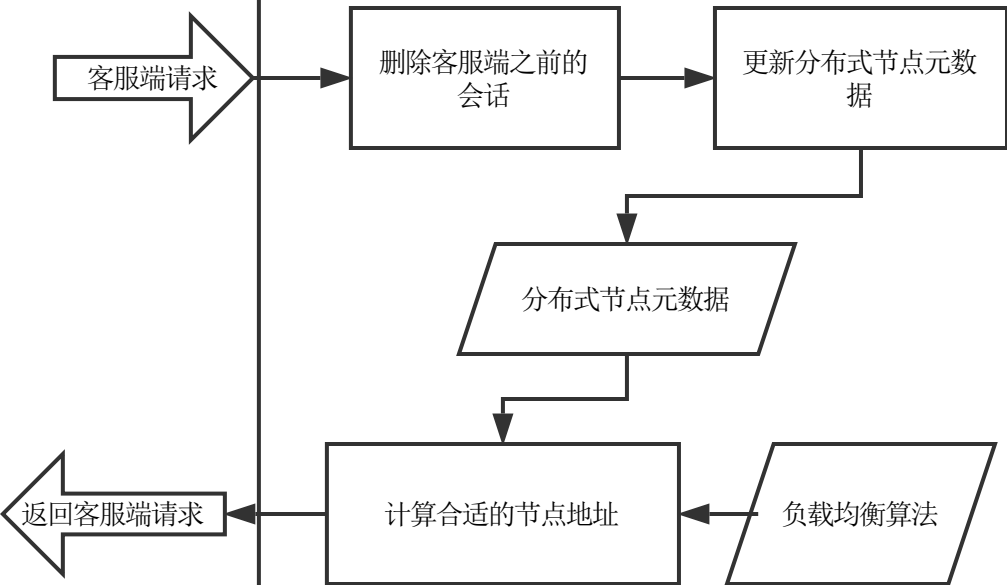 客服端请求
删除客服端之前的
会话
更新分布式节点元数
据
分布式节点元数据
返回客服端请求
计算合适的节点地址
负载均衡算法